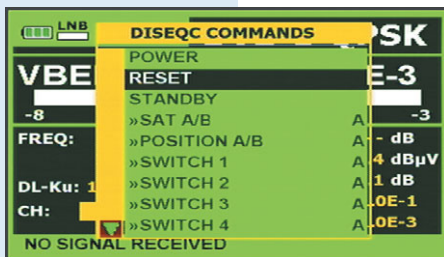 LNB
DISEQC COMMANDS
PSK
POWER
VBE
RESET
E-3
STANDBY
-8
-3
»SAT A/B A
FREQ:
»POSITION A/B A
- dB
»SWITCH 1 A
4 dBµV
DL-Ku: 1
»SWITCH 2 A
1 dB
»SWITCH 3 A
.0E-1
CH:
»SWITCH 4 A
.0E-3
NO SIGNAL RECEIVED